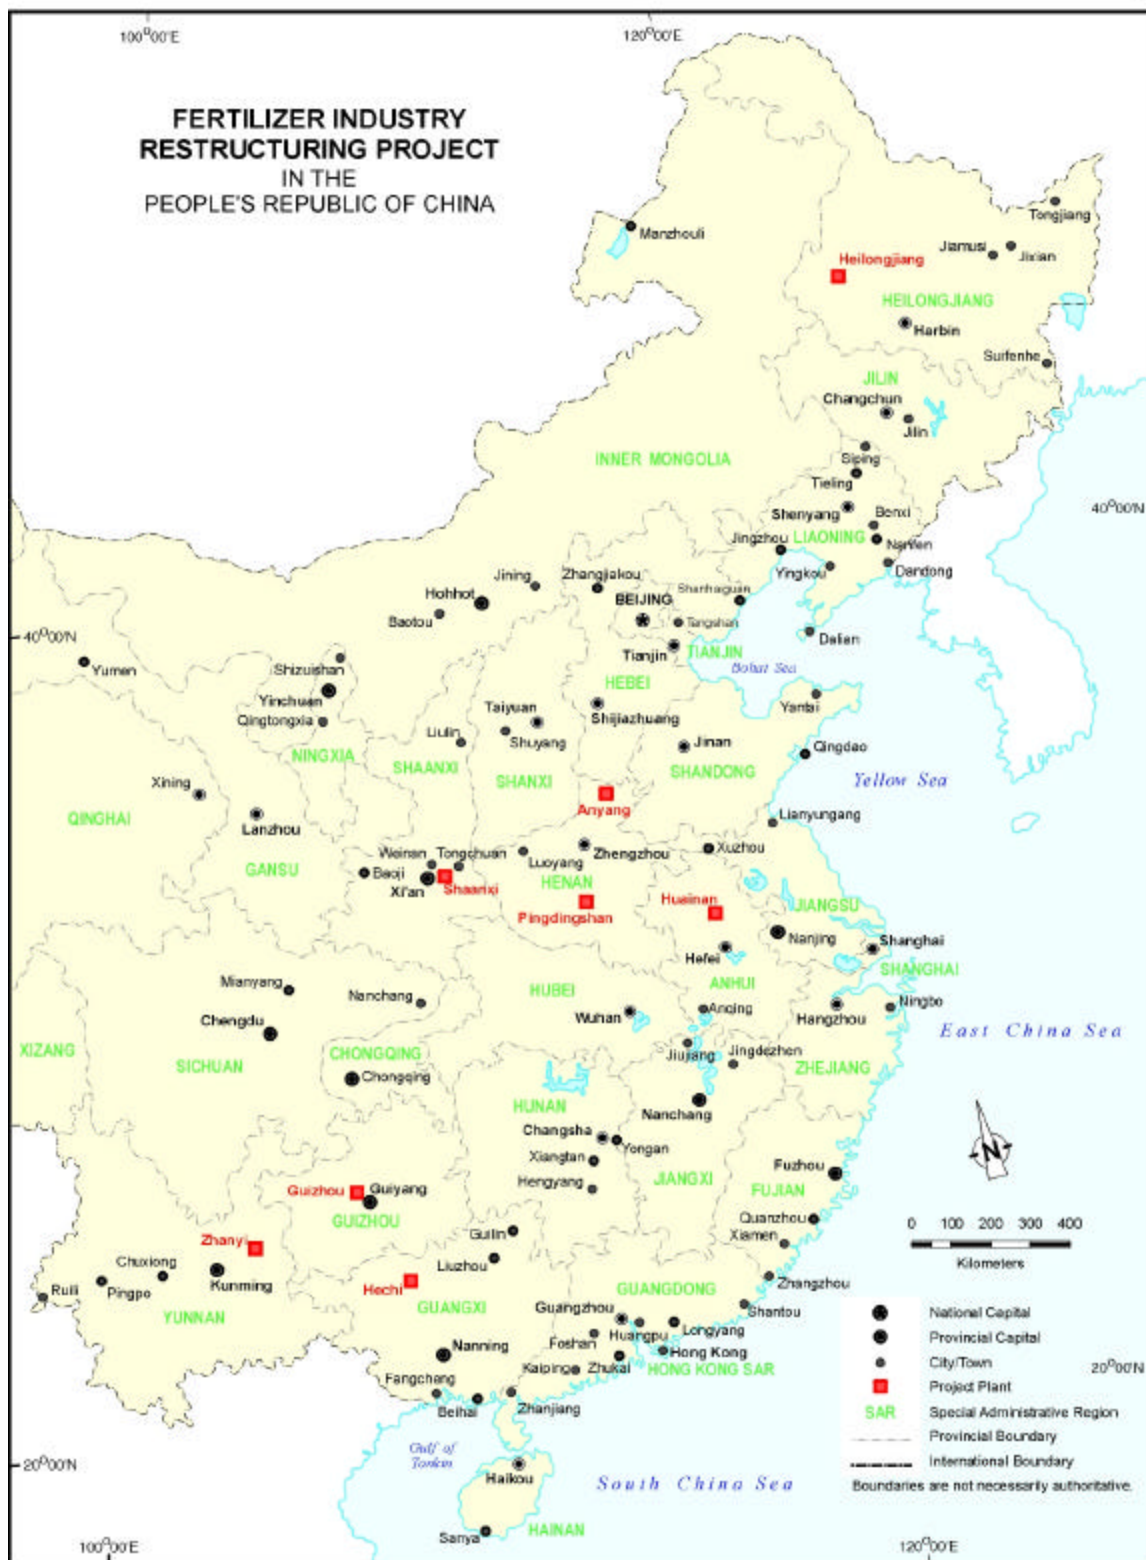 100°00'E
120°00'E
FERTILIZER INDUSTRY
RESTRUCTURING PROJECT
IN THE
PEOPLE'S REPUBLIC OF CHINA
Tongjiang
Manzhouli
Jiamusi
Jixian
Heilongjiang
HEILONGJIANG
Harbin
Suifenhe
JILIN
Changchun
Jilin
INNER MONGOLIA
Siping
Tieling
40°00'N
Shenyang
Benxi
Jingzhou
LIAONING
Nanfen
Yingkou
Dandong
Jining
Zhangjiakou
Shanhaiguan
Hohhot
BEIJING
Baotou
Tangshan
40°00'N
Dalian
Tianjin
TIANJIN
Yumen
Shizuishan
Bohai Sea
HEBEI
Yinchuan
Yantai
Taiyuan
Shijiazhuang
Qingtongxia
Liulin
Shuyang
Jinan
Qingdao
NINGXIA
SHAANXI
SHANXI
SHANDONG
Xining
Yellow Sea
Anyang
QINGHAI
Lianyungang
Lanzhou
Weinan
Tongchuan
Zhengzhou
Xuzhou
GANSU
Baoji
Luoyang
Xi'an
Shaanxi
HENAN
Huainan
JIANGSU
Pingdingshan
Nanjing
Shanghai
Hefei
SHANGHAI
Mianyang
Nanchang
HUBEI
ANHUI
Anqing
Ningbo
Chengdu
Wuhan
Hangzhou
East China Sea
XIZANG
CHONGQING
Jiujiang
Jingdezhen
SICHUAN
ZHEJIANG
Chongqing
HUNAN
Nanchang
Changsha
Yongan
N
Xiangtan
Fuzhou
Hengyang
JIANGXI
Guizhou
Guiyang
FUJIAN
GUIZHOU
Quanzhou
0 100 200 300 400
Guilin
Xiamen
Zhanyi
Kilometers
Chuxiong
Liuzhou
Zhangzhou
Ruili
Pingpo
Kunming
Hechi
GUANGXI
GUANGDONG
YUNNAN
Guangzhou
Shantou
National Capital
Huangpu
Longyang
Foshan
Provincial Capital
Nanning
Hong Kong
Kaiping
Zhukai
HONG KONG SAR
City/Town
20°00'N
Fangcheng
Project Plant
Beihai
Zhanjiang
SAR Special Administrative Region
Provincial Boundary
Gulf of
Tonkin
International Boundary
20°00'N
Haikou
South China Sea
Boundaries are not necessarily authoritative.
Sanya
HAINAN
100°00'E
120°00'E